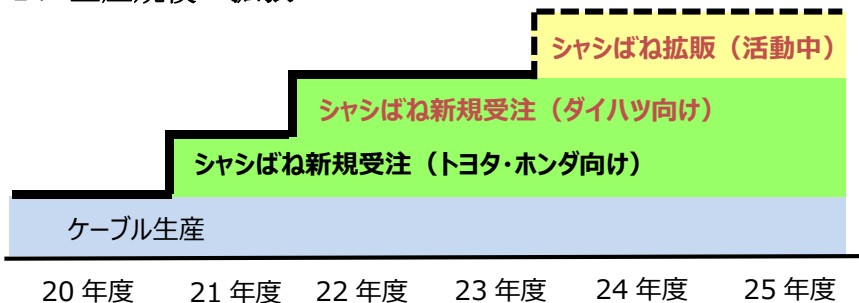 シャシばね拡販（活動中）
シャシばね新規受注（ダイハツ向け）
シャシばね新規受注（トヨタ・ホンダ向け）
ケーブル生産
20 年度 21 年度 22 年度 23 年度 24 年度 25 年度